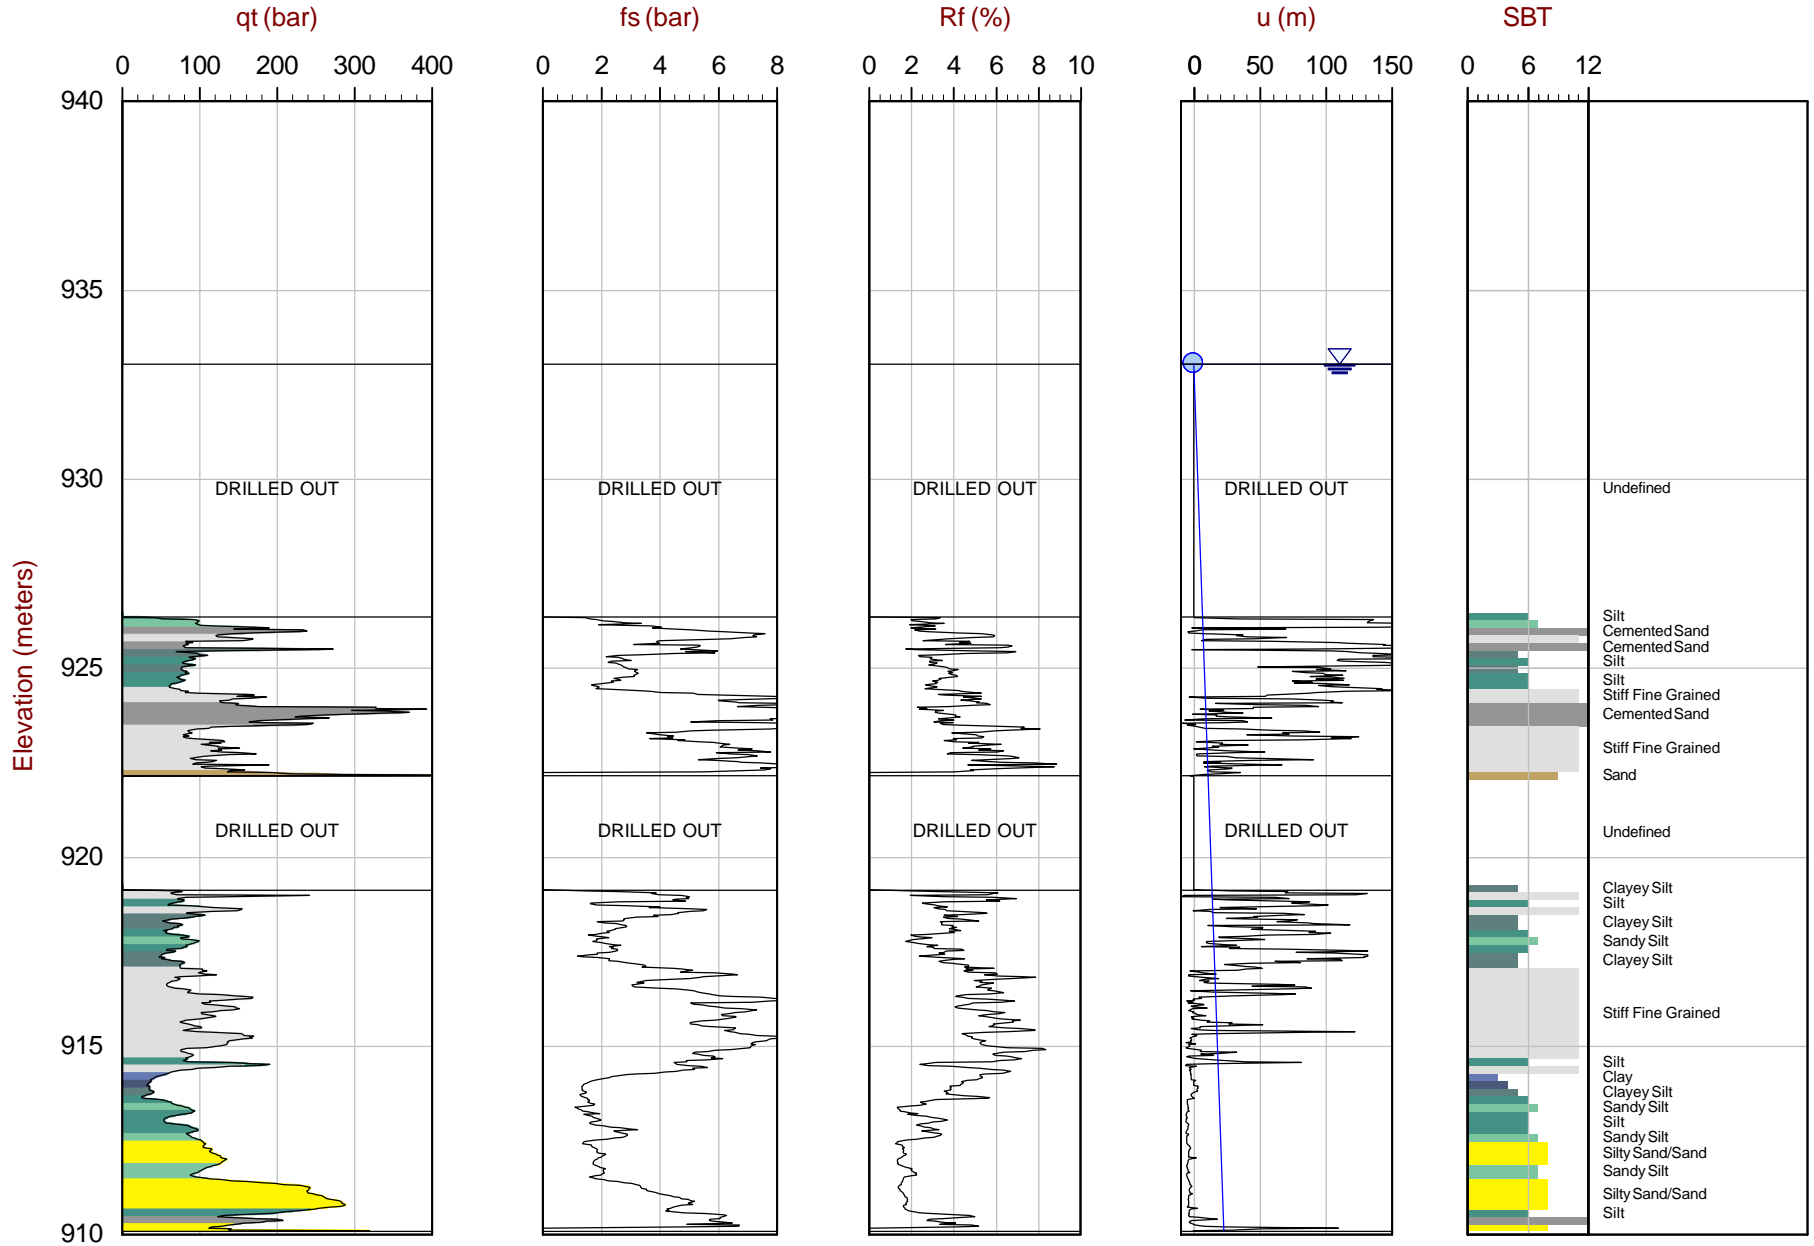 qt (bar) fs (bar) Rf (%) u (m) SBT
0 100 200 300 400 0 2 4 6 8 0 2 4 6 8 10 0 50 100 150 0 6 12
940
935
930
DRILLED OUT DRILLED OUT DRILLED OUT DRILLED OUT Undefined
Elevation (meters)
Silt
Cemented Sand
Cemented Sand
925
Silt
Silt
Stiff Fine Grained
Cemented Sand
Stiff Fine Grained
Sand
DRILLED OUT DRILLED OUT DRILLED OUT DRILLED OUT Undefined
920
Clayey Silt
Silt
Clayey Silt
Sandy Silt
Clayey Silt
Stiff Fine Grained
915
Silt
Clay
Clayey Silt
Sandy Silt
Silt
Sandy Silt
Silty Sand/Sand
Sandy Silt
Silty Sand/Sand
Silt
910